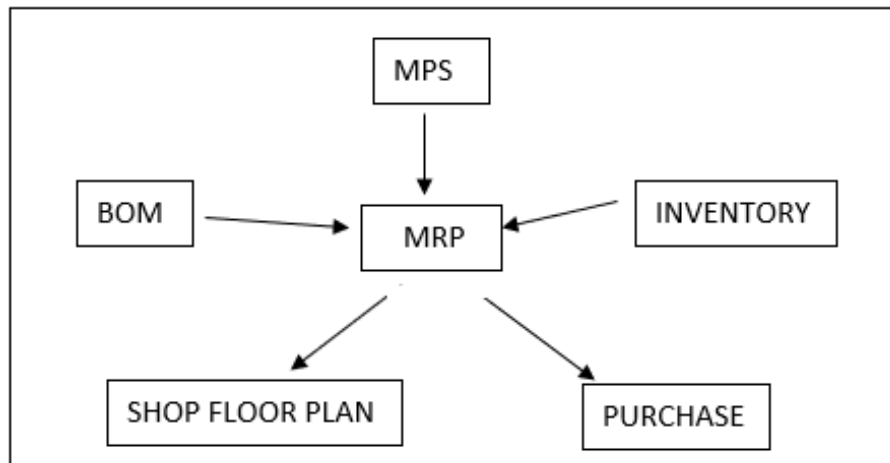 MPS
BOM
MRP
INVENTORY
SHOP FLOOR PLAN
PURCHASE